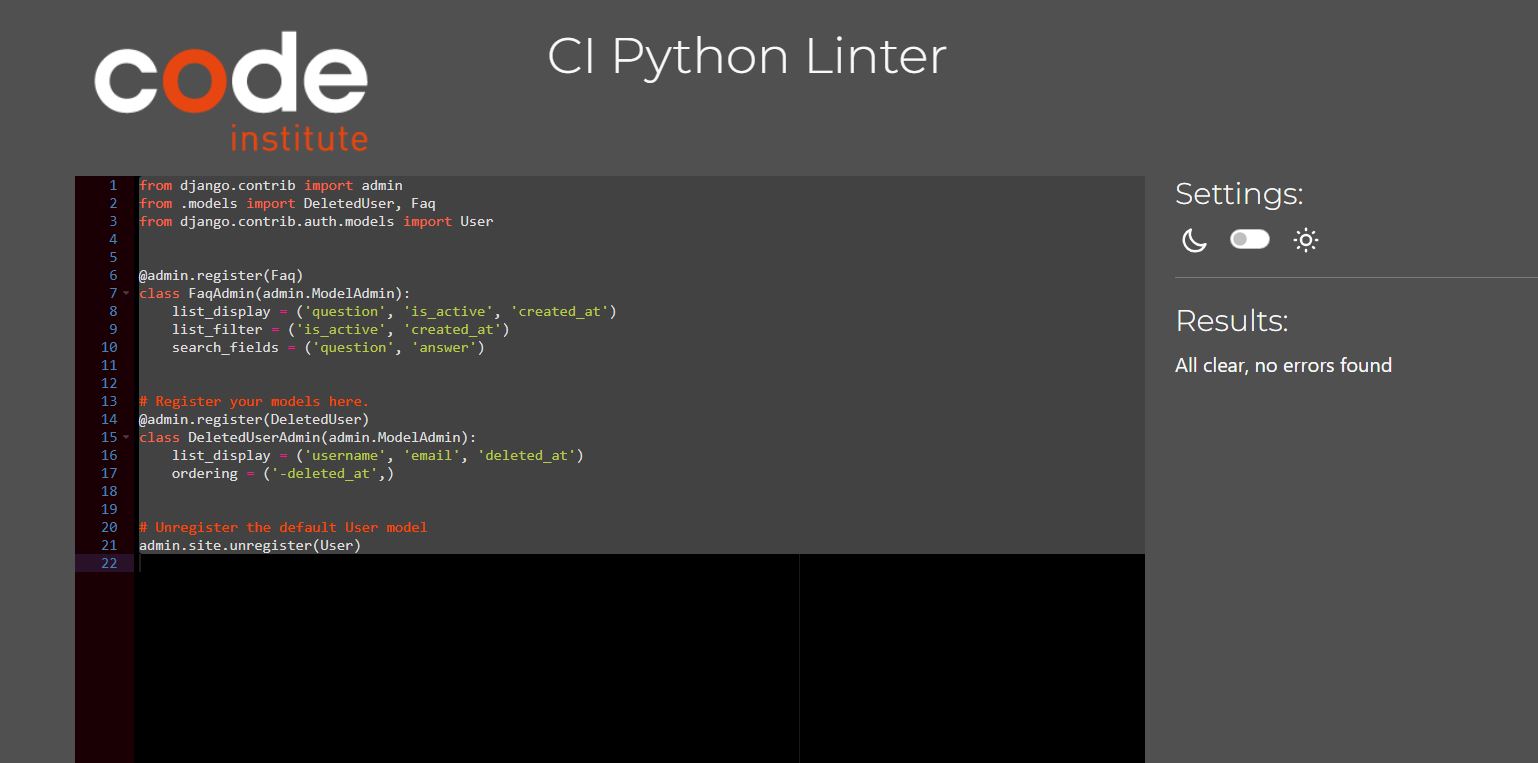 code
institute
CI Python Linter
1 from django.contrib import admin
2 from .models import DeletedUser, Faq
3 from django.contrib.auth.models import User
4
5
6 @admin.register(Faq)
7 class FaqAdmin(admin.ModelAdmin):
8     list_display = ('question', 'is_active', 'created_at')
9     list_filter = ('is_active', 'created_at')
10     search_fields = ('question', 'answer')
11
12
13 # Register your models here.
14 @admin.register(DeletedUser)
15 class DeletedUserAdmin(admin.ModelAdmin):
16     list_display = ('username', 'email', 'deleted_at')
17     ordering = ('-deleted_at',)
18
19
20 # Unregister the default User model
21 admin.site.unregister(User)
22
Settings:
Results:
All clear, no errors found